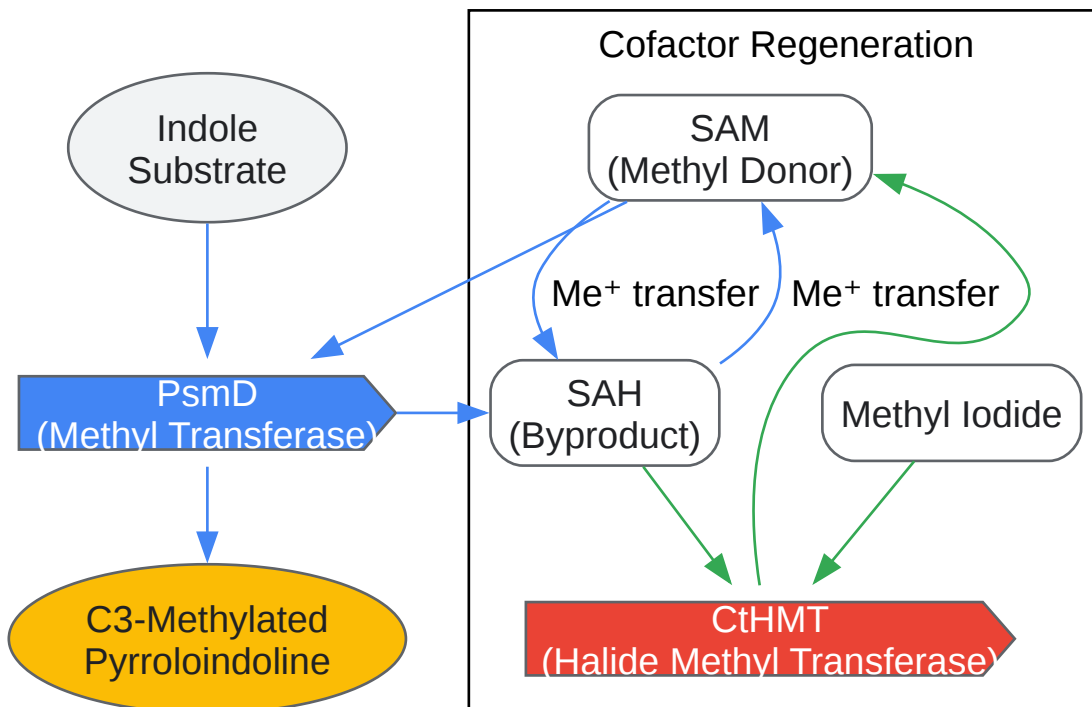 Cofactor Regeneration
Indole
Substrate
SAM
(Methyl Donor)
Me⁺ transfer
Me⁺ transfer
PsmD
(Methyl Transferase)
SAH
(Byproduct)
Methyl Iodide
C3-Methylated
Pyrroloindoline
CtHMT
(Halide Methyl Transferase)